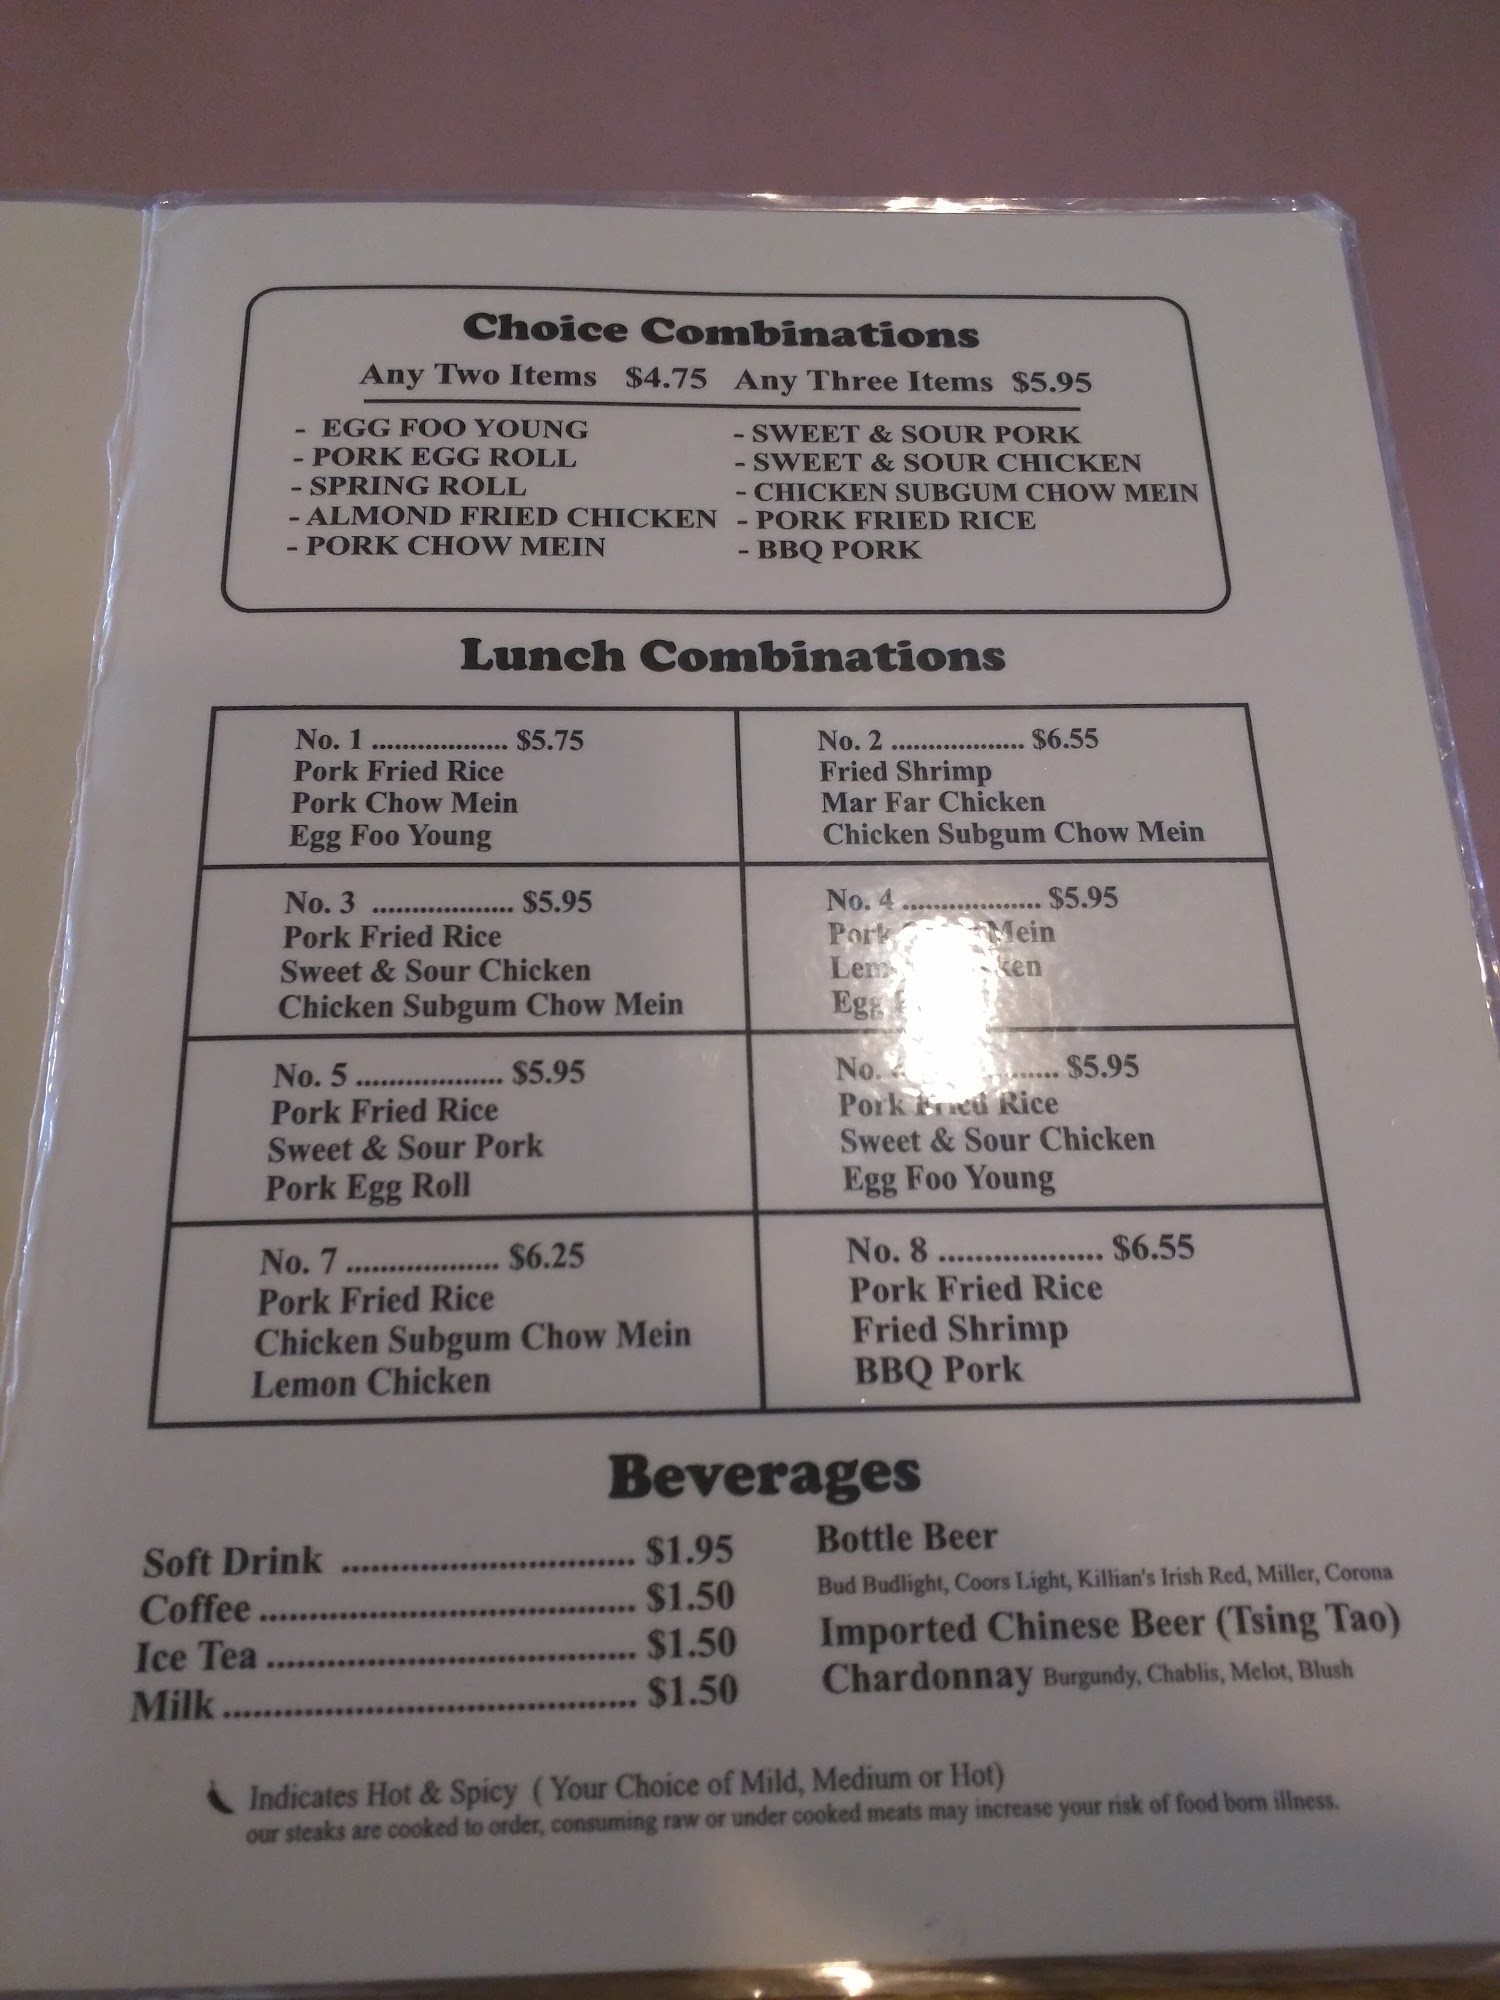 Choice Combinations
Any Two Items $4.75 Any Three Items $5.95
- EGG FOO YOUNG
- PORK EGG ROLL
- SPRING ROLL
- ALMOND FRIED CHICKEN
- PORK CHOW MEIN
- SWEET & SOUR PORK
- SWEET & SOUR CHICKEN
- CHICKEN SUBGUM CHOW MEIN
- PORK FRIED RICE
- BBQ PORK
Lunch Combinations
No. 1 ................... $5.75
Pork Fried Rice
Pork Chow Mein
Egg Foo Young
No. 2 ................... $6.55
Fried Shrimp
Mar Far Chicken
Chicken Subgum Chow Mein
No. 3 ................... $5.95
Pork Fried Rice
Sweet & Sour Chicken
Chicken Subgum Chow Mein
No. 4 ................... $5.95
Pork Mein
Egg
No. 5 ................... $5.95
Pork Fried Rice
Sweet & Sour Pork
Pork Egg Roll
No. ....... $5.95
Pork Fried Rice
Sweet & Sour Chicken
Egg Foo Young
No. 7 ................... $6.25
Pork Fried Rice
Chicken Subgum Chow Mein
Lemon Chicken
No. 8 ................... $6.55
Pork Fried Rice
Fried Shrimp
BBQ Pork
Beverages
Soft Drink ............................... $1.95
Coffee ........................................ $1.50
Ice Tea ....................................... $1.50
Milk ............................................ $1.50
Bottle Beer
Bud Budlight, Coors Light, Killian's Irish Red, Miller, Corona
Imported Chinese Beer (Tsing Tao)
Chardonnay Burgundy, Chablis, Melot, Blush
Indicates Hot & Spicy ( Your Choice of Mild, Medium or Hot)
our steaks are cooked to order, consuming raw or under cooked meats may increase your risk of food born illness.